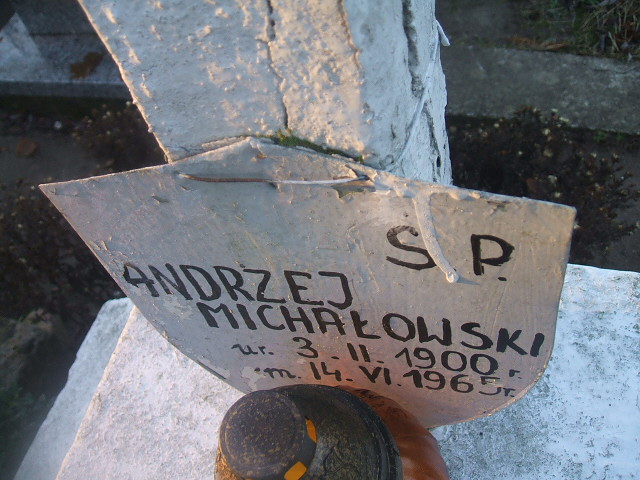 S. P.
ANDRZEJ
MICHAŁOWSKI
ur. 3. II. 1900 r.
zm. 14. VI. 1965 r.